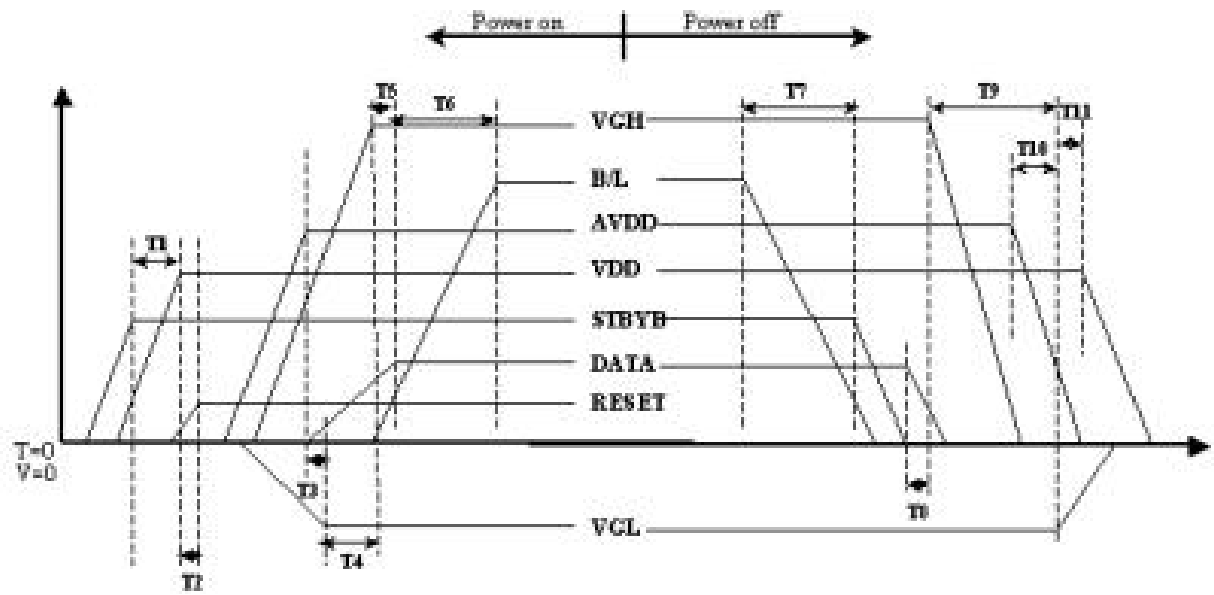 Power on Power off
T5 T6 T7 T9
T11
VGH
T10
B/L
AVDD
T1
VDD
STBYB
DATA
RESET
T=0
V=0
T3
T8
VGL
T4
T2